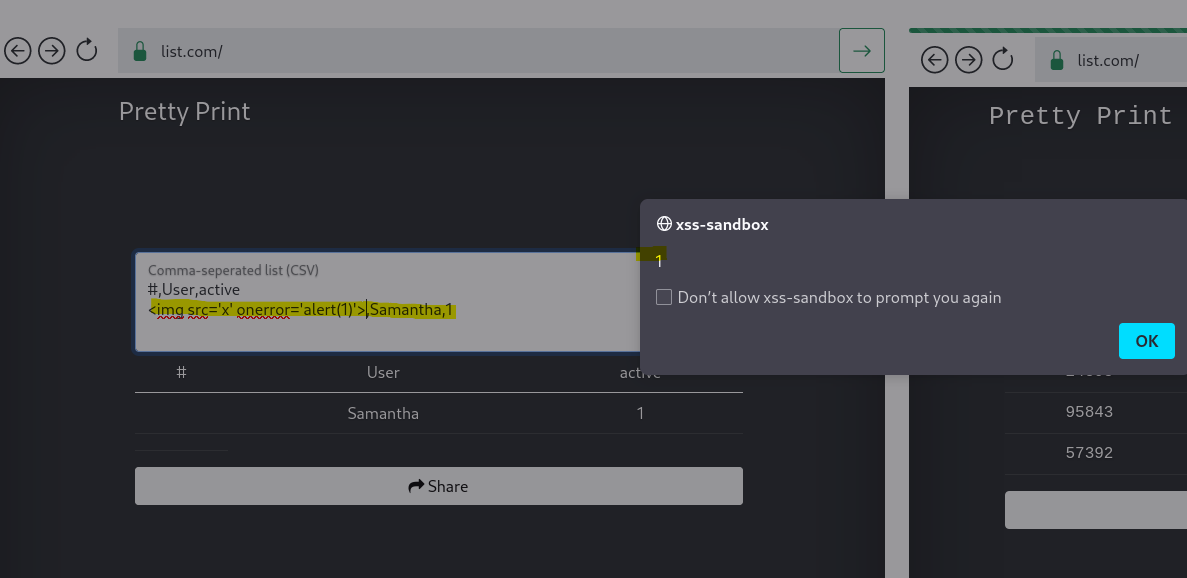 list.com/
Pretty Print
Comma-seperated list (CSV)
#,User,active
<img src='x' onerror='alert(1)'>,Samantha,1
# User active
Samantha 1
Share
list.com/
Pretty Print
xss-sandbox
1
Don't allow xss-sandbox to prompt you again
OK
95843
57392